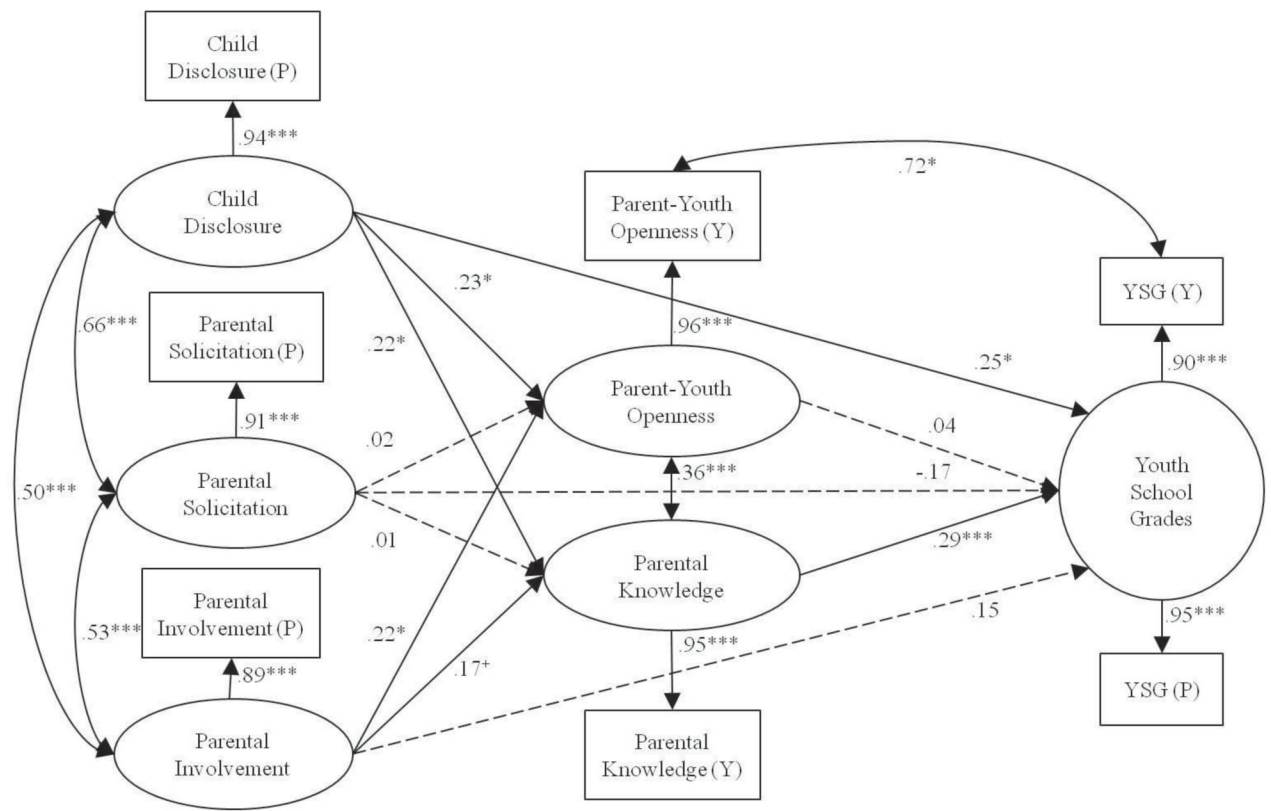 Child
Disclosure (P)
.94***
Child
Disclosure
.72*
Parent-Youth
Openness (Y)
YSG (Y)
.23*
.66***
Parental
Solicitation (P)
.22*
.96***
.25*
.90***
Parent-Youth
Openness
.91***
.02
.04
Parental
Solicitation
.50***
.36***
-.17
Youth
School
Grades
.01
.29***
Parental
Knowledge
Parental
Involvement (P)
.53***
.22*
.95***
.15
.95***
.17+
.89***
YSG (P)
Parental
Involvement
Parental
Knowledge (Y)